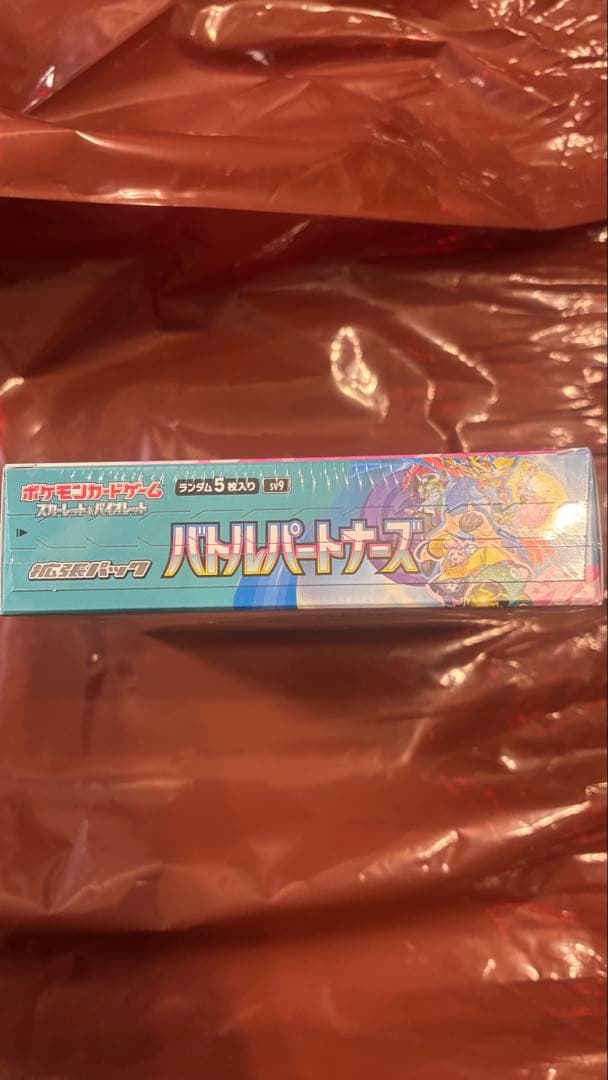 ポケモンカードゲーム
スカーレット&バイオレット
ランダム5枚入り
sv9
拡張パック
バトルパートナーズ